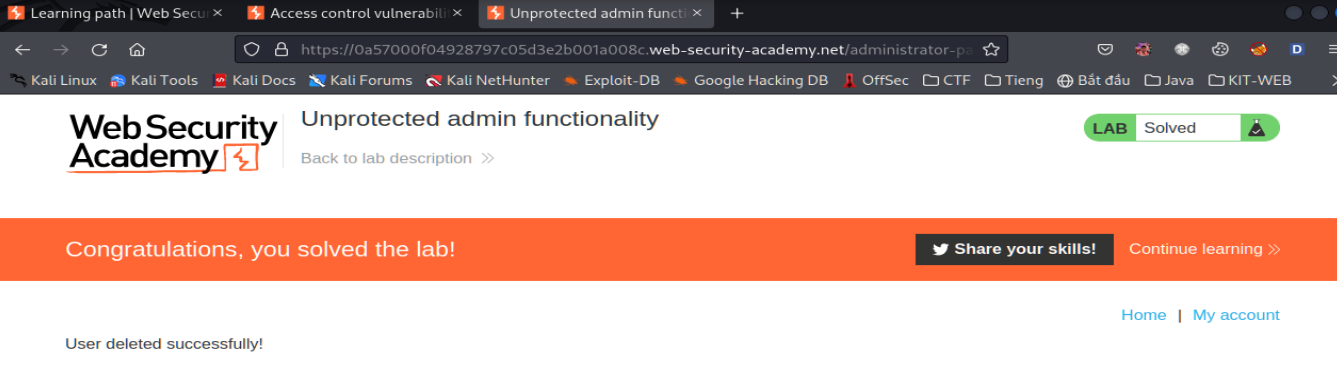 Learning path | Web Secur × Access control vulnerabili × Unprotected admin functi × +
https://0a57000f04928797c05d3e2b001a008c.web-security-academy.net/administrator-pa
Kali Linux Kali Tools Kali Docs Kali Forums Kali NetHunter Exploit-DB Google Hacking DB OffSec CTF Tieng Bắt đầu Java KIT-WEB
Web Security Academy
Unprotected admin functionality
Back to lab description
LAB Solved
Congratulations, you solved the lab!
Share your skills! Continue learning
Home | My account
User deleted successfully!